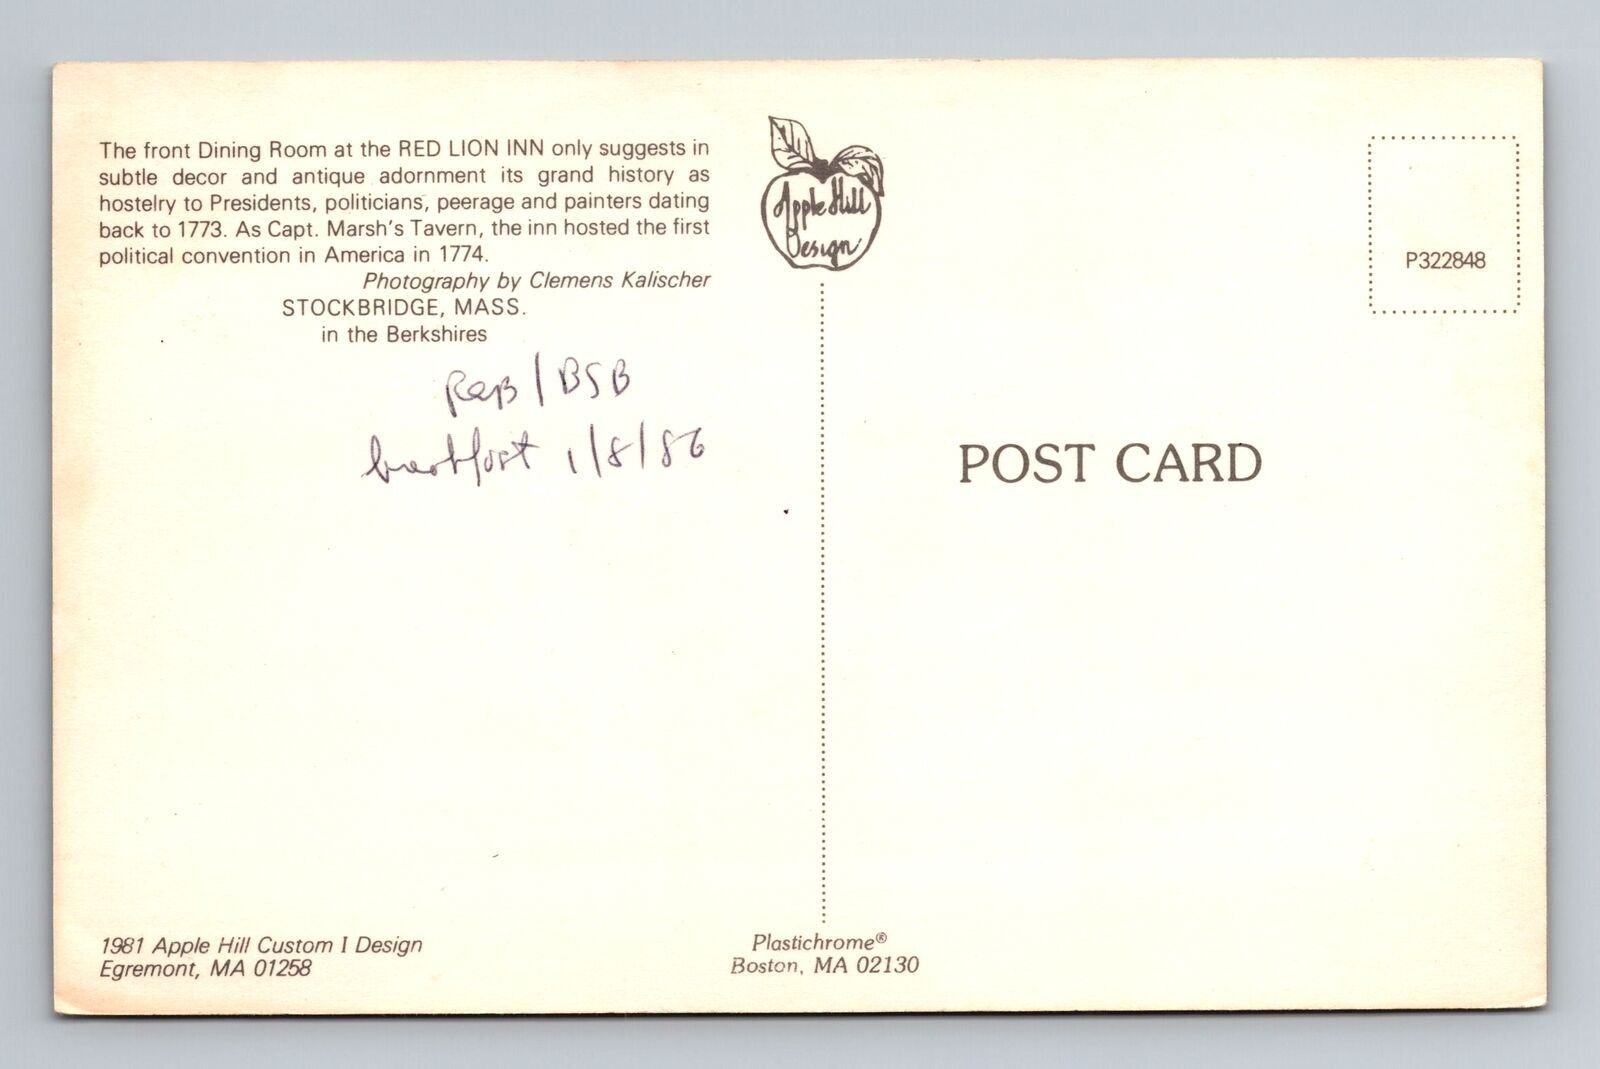 The front Dining Room at the RED LION INN only suggests in
subtle decor and antique adornment its grand history as
hostelry to Presidents, politicians, peerage and painters dating
back to 1773. As Capt. Marsh's Tavern, the inn hosted the first
political convention in America in 1774.
Photography by Clemens Kalischer
STOCKBRIDGE, MASS.
in the Berkshires
/ BSB
breakfast 1/8/86
1981 Apple Hill Custom I Design
Egremont, MA 01258
Apple Hill
Design
Plastichrome®
Boston, MA 02130
P322848
POST CARD